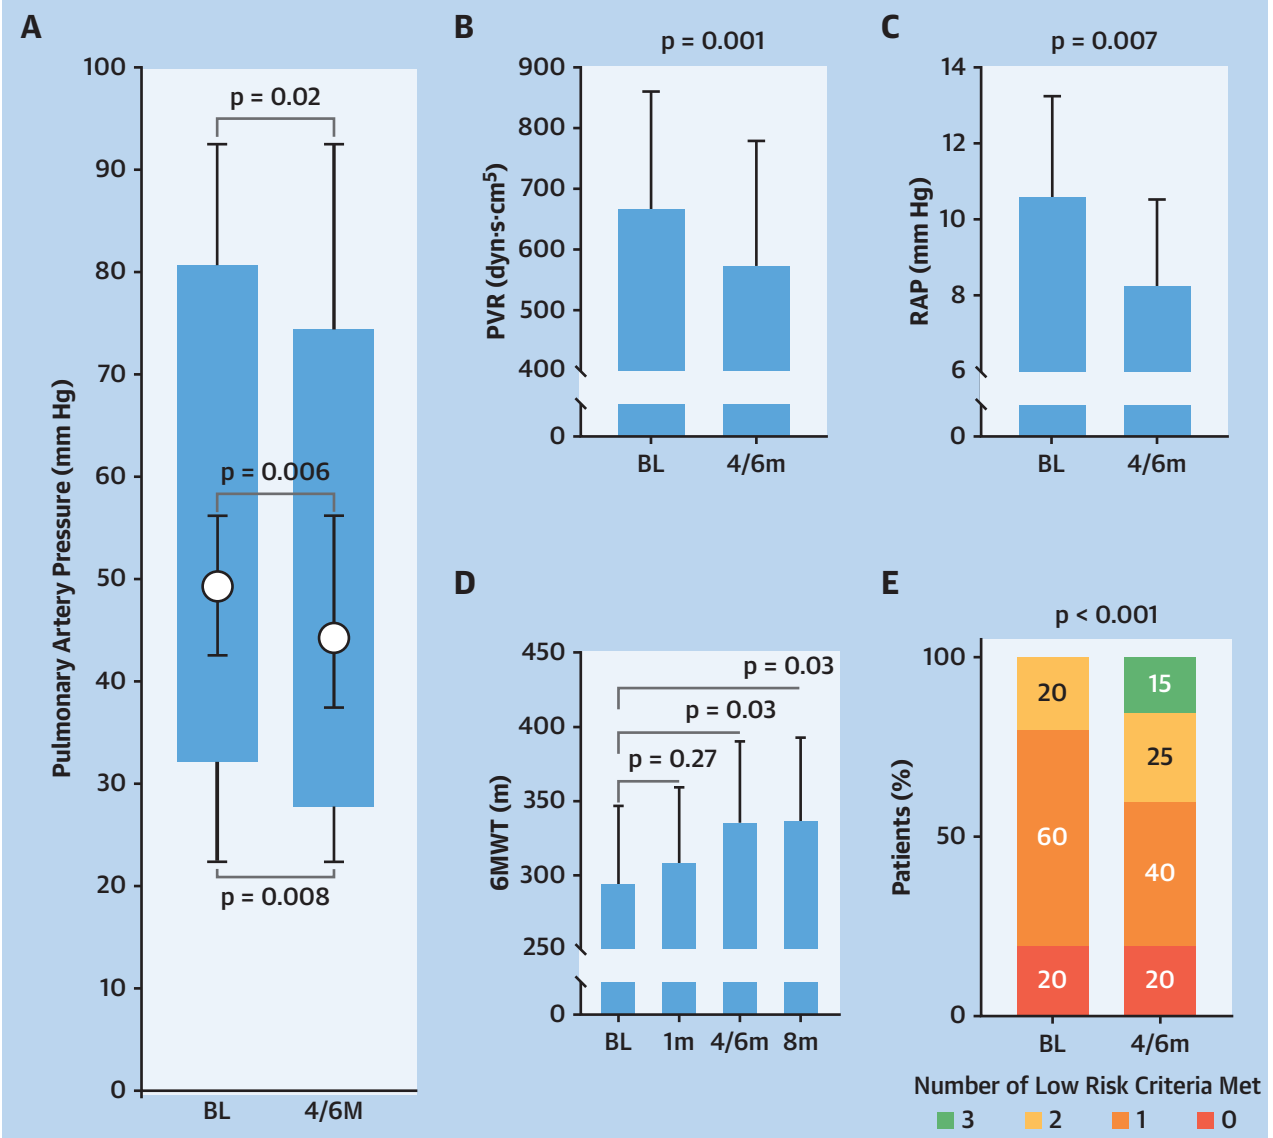 A
Pulmonary Artery Pressure (mm Hg)
100
90
80
70
60
50
40
30
20
10
0
p = 0.02
p = 0.006
p = 0.008
BL 4/6M
B
p = 0.001
PVR (dyn·s·cm⁵)
900
800
700
600
500
400
0
BL 4/6m
C
p = 0.007
RAP (mm Hg)
14
12
10
8
6
0
BL 4/6m
D
6MWT (m)
450
400
350
300
250
0
p = 0.03
p = 0.03
p = 0.27
BL 1m 4/6m 8m
E
p < 0.001
Patients (%)
100
50
0
20
60
20
15
25
40
20
BL 4/6m
Number of Low Risk Criteria Met
3 2 1 0